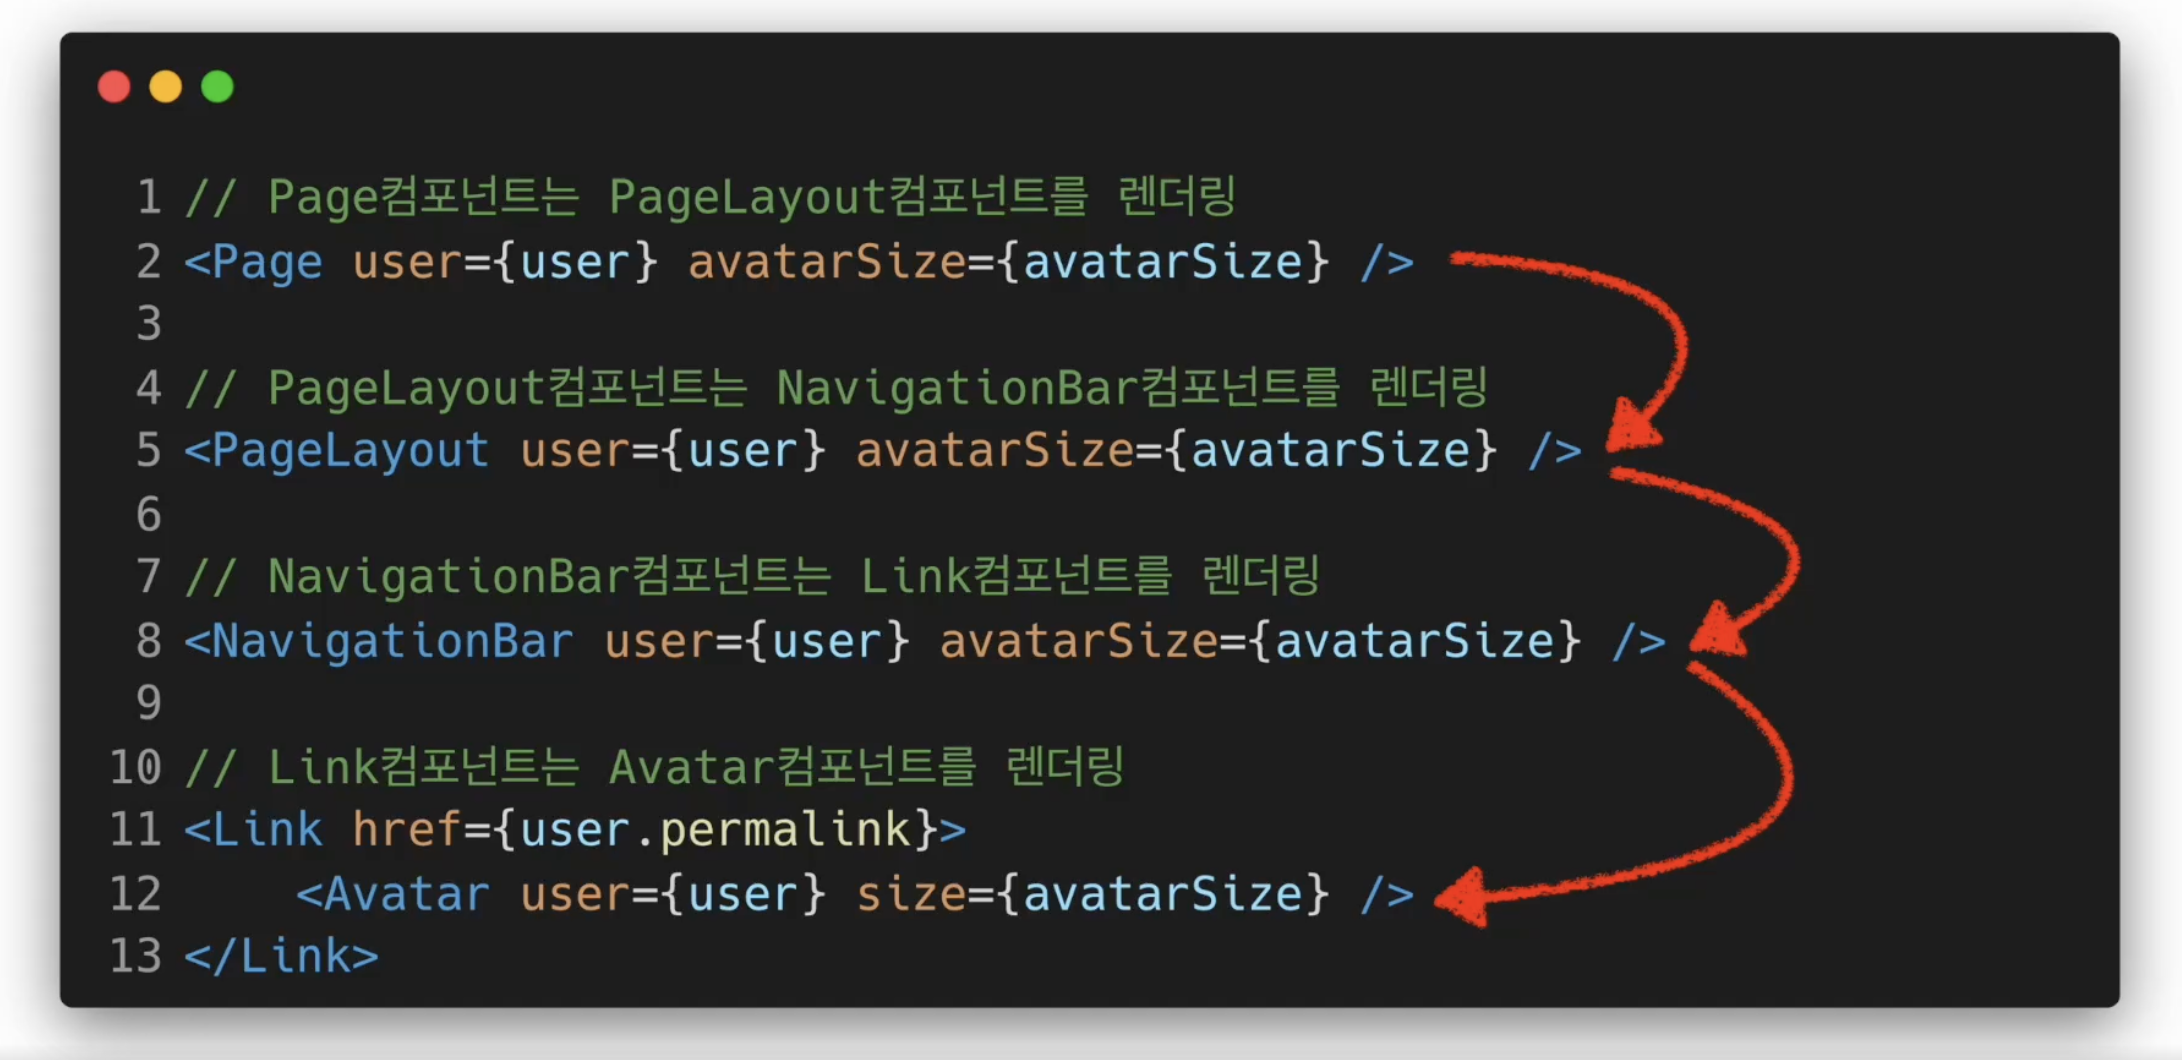 1 // Page컴포넌트는 PageLayout컴포넌트를 렌더링
2 <Page user={user} avatarSize={avatarSize} />
3
4 // PageLayout컴포넌트는 NavigationBar컴포넌트를 렌더링
5 <PageLayout user={user} avatarSize={avatarSize} />
6
7 // NavigationBar컴포넌트는 Link컴포넌트를 렌더링
8 <NavigationBar user={user} avatarSize={avatarSize} />
9
10 // Link컴포넌트는 Avatar컴포넌트를 렌더링
11 <Link href={user.permalink}>
12     <Avatar user={user} size={avatarSize} />
13 </Link>